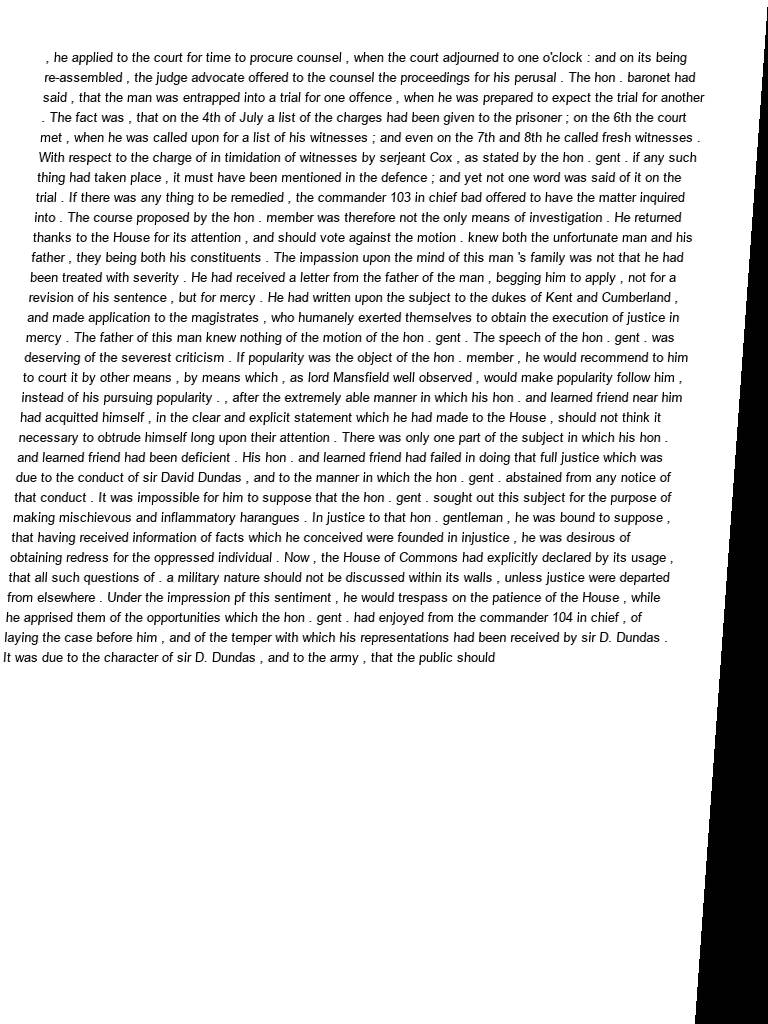 , he applied to the court for time to procure counsel , when the court adjourned to one o'clock : and on its being
re-assembled , the judge advocate offered to the counsel the proceedings for his perusal . The hon . baronet had
said , that the man was entrapped into a trial for one offence , when he was prepared to expect the trial for another
. The fact was , that on the 4th of July a list of the charges had been given to the prisoner ; on the 6th the court
met , when he was called upon for a list of his witnesses ; and even on the 7th and 8th he called fresh witnesses .
With respect to the charge of in timidation of witnesses by serjeant Cox , as stated by the hon . gent . if any such
thing had taken place , it must have been mentioned in the defence ; and yet not one word was said of it on the
trial . If there was any thing to be remedied , the commander 103 in chief bad offered to have the matter inquired
into . The course proposed by the hon . member was therefore not the only means of investigation . He returned
thanks to the House for its attention , and should vote against the motion . knew both the unfortunate man and his
father , they being both his constituents . The impassion upon the mind of this man 's family was not that he had
been treated with severity . He had received a letter from the father of the man , begging him to apply , not for a
revision of his sentence , but for mercy . He had written upon the subject to the dukes of Kent and Cumberland ,
and made application to the magistrates , who humanely exerted themselves to obtain the execution of justice in
mercy . The father of this man knew nothing of the motion of the hon . gent . The speech of the hon . gent . was
deserving of the severest criticism . If popularity was the object of the hon . member , he would recommend to him
to court it by other means , by means which , as lord Mansfield well observed , would make popularity follow him ,
instead of his pursuing popularity . , after the extremely able manner in which his hon . and learned friend near him
had acquitted himself , in the clear and explicit statement which he had made to the House , should not think it
necessary to obtrude himself long upon their attention . There was only one part of the subject in which his hon .
and learned friend had been deficient . His hon . and learned friend had failed in doing that full justice which was
due to the conduct of sir David Dundas , and to the manner in which the hon . gent . abstained from any notice of
that conduct . It was impossible for him to suppose that the hon . gent . sought out this subject for the purpose of
making mischievous and inflammatory harangues . In justice to that hon . gentleman , he was bound to suppose ,
that having received information of facts which he conceived were founded in injustice , he was desirous of
obtaining redress for the oppressed individual . Now , the House of Commons had explicitly declared by its usage ,
that all such questions of . a military nature should not be discussed within its walls , unless justice were departed
from elsewhere . Under the impression pf this sentiment , he would trespass on the patience of the House , while
he apprised them of the opportunities which the hon . gent . had enjoyed from the commander 104 in chief , of
laying the case before him , and of the temper with which his representations had been received by sir D. Dundas .
It was due to the character of sir D. Dundas , and to the army , that the public should